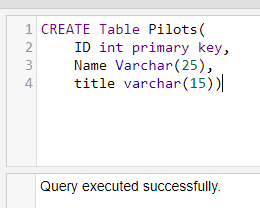 1 CREATE Table Pilots(
2     ID int primary key,
3     Name Varchar(25),
4     title varchar(15))
Query executed successfully.